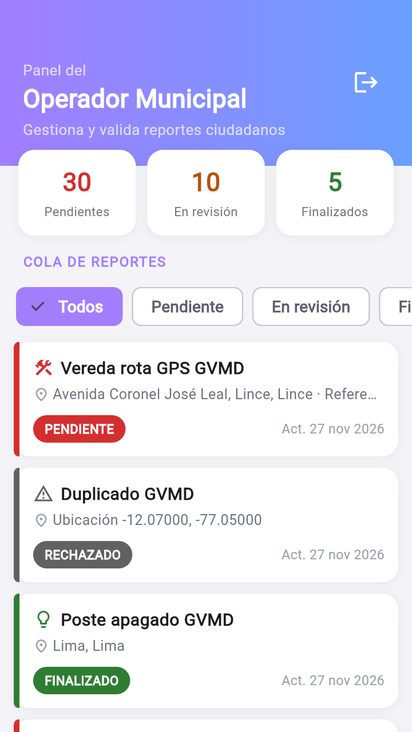 Panel del
Operador Municipal
Gestiona y valida reportes ciudadanos
30
Pendientes
10
En revisión
5
Finalizados
COLA DE REPORTES
Todos
Pendiente
En revisión
Fi
Vereda rota GPS GVMD
Avenida Coronel José Leal, Lince, Lince · Refere...
PENDIENTE
Act. 27 nov 2026
Duplicado GVMD
Ubicación -12.07000, -77.05000
RECHAZADO
Act. 27 nov 2026
Poste apagado GVMD
Lima, Lima
FINALIZADO
Act. 27 nov 2026